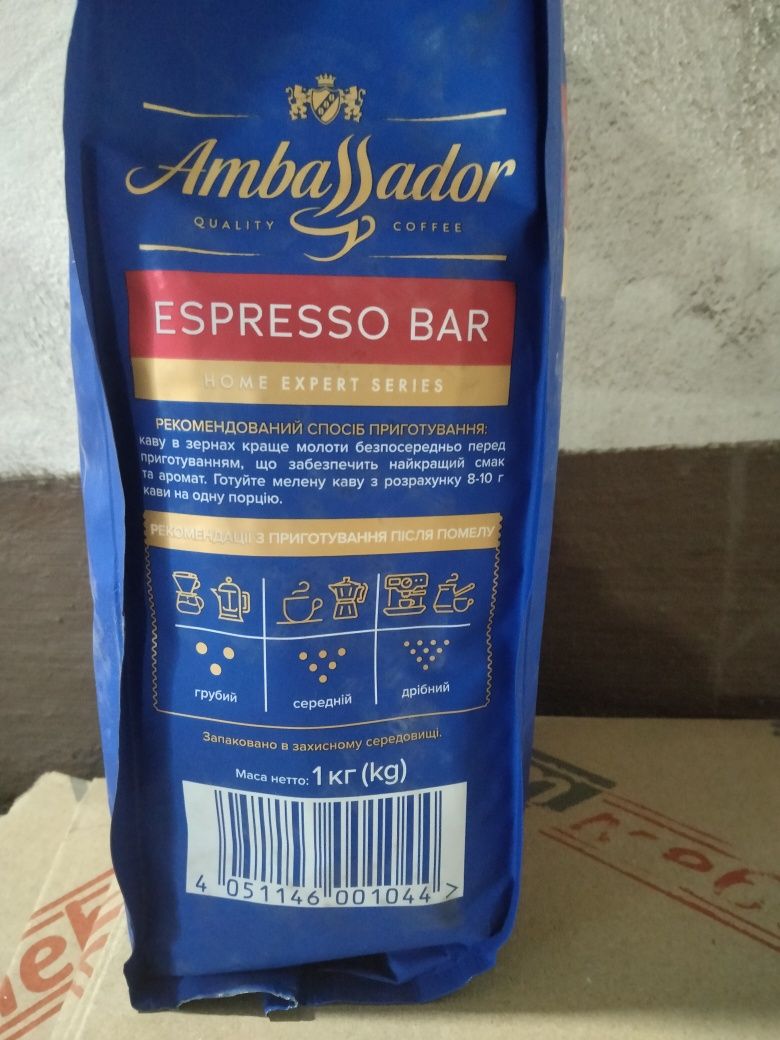 Ambassador
QUALITY COFFEE
ESPRESSO BAR
HOME EXPERT SERIES
РЕКОМЕНДОВАНИЙ СПОСІБ ПРИГОТУВАННЯ:
каву в зернах краще молоти безпосередньо перед
приготуванням, що забезпечить найкращий смак
та аромат. Готуйте мелену каву з розрахунку 8-10 г
кави на одну порцію.
РЕКОМЕНДАЦІЇ З ПРИГОТУВАННЯ ПІСЛЯ ПОМЕЛУ
грубий середній дрібний
Запаковано в захисному середовищі.
Маса нетто: 1 кг (kg)
4 051146 001044 >